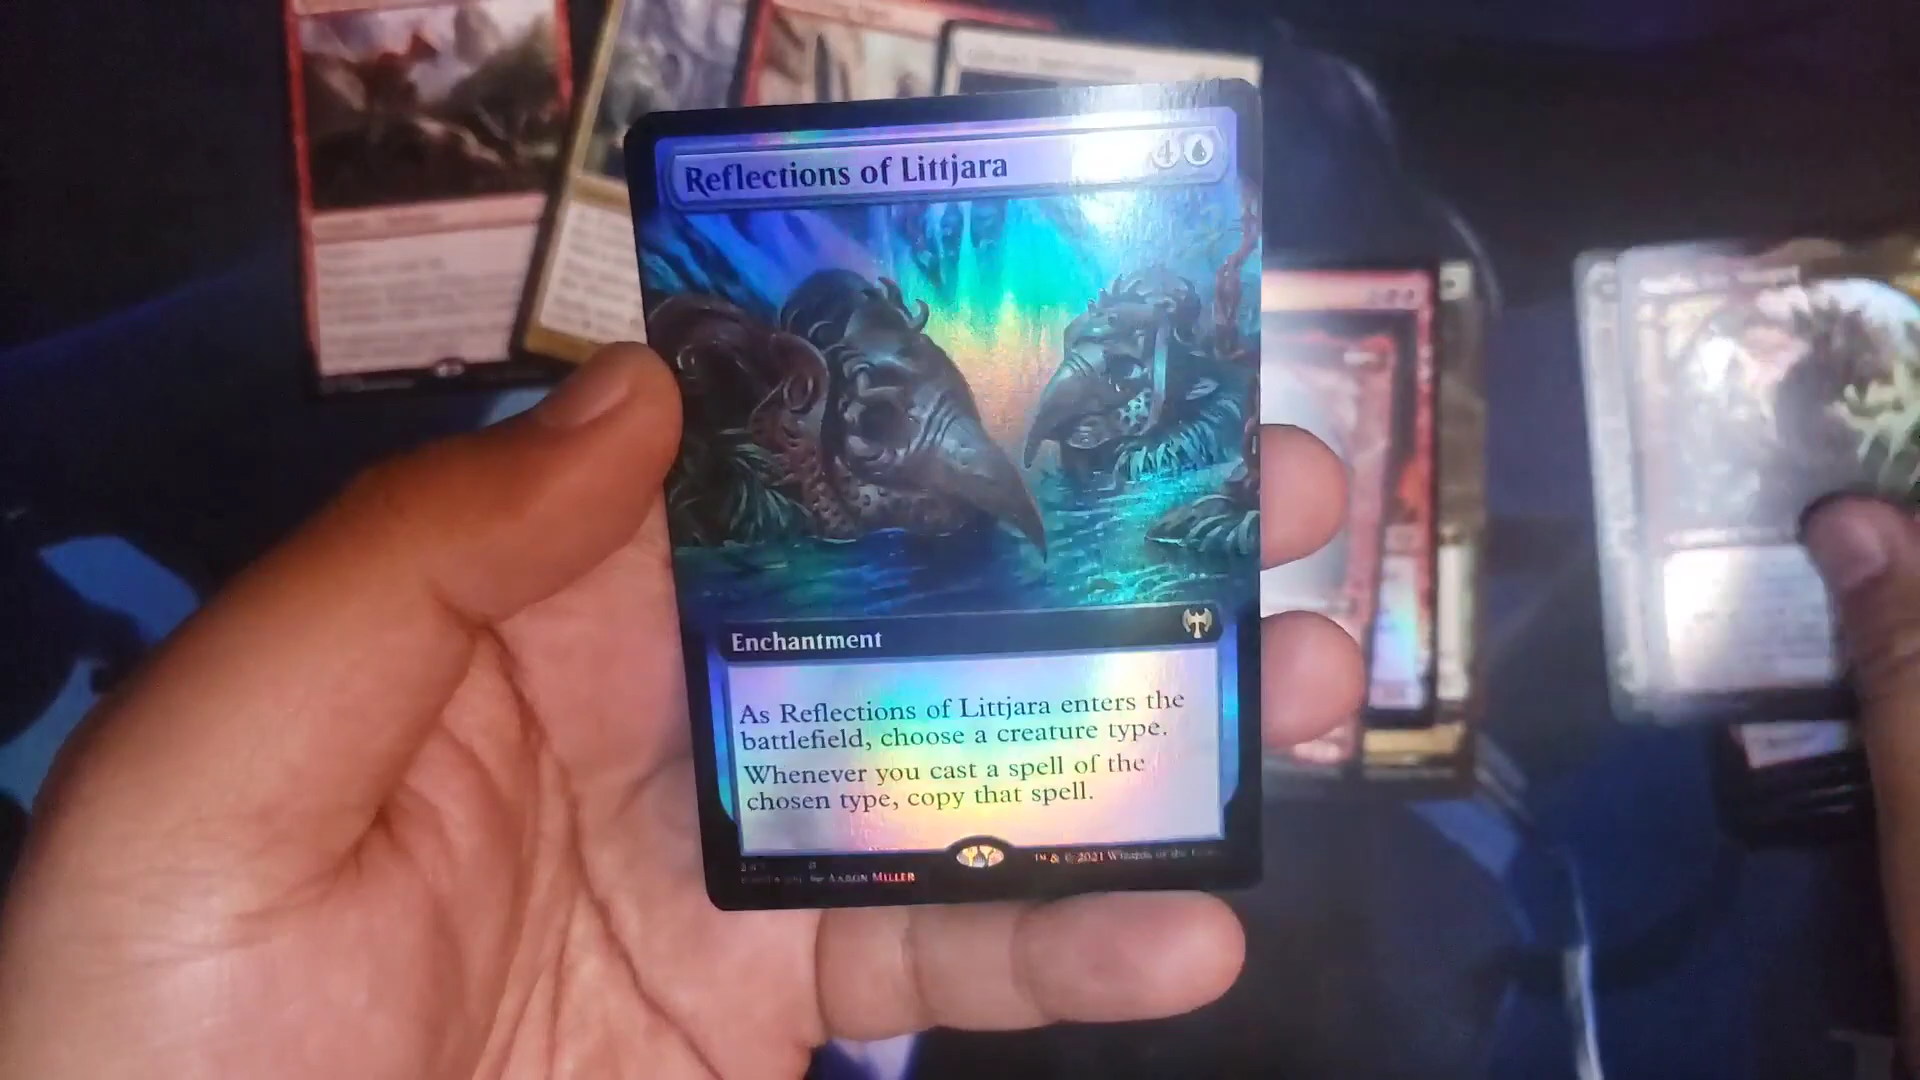 Reflections of Littjara 4
Enchantment
As Reflections of Littjara enters the
battlefield, choose a creature type.
Whenever you cast a spell of the
chosen type, copy that spell.
™ & © 2021 Wizards of the
AARON MILLER